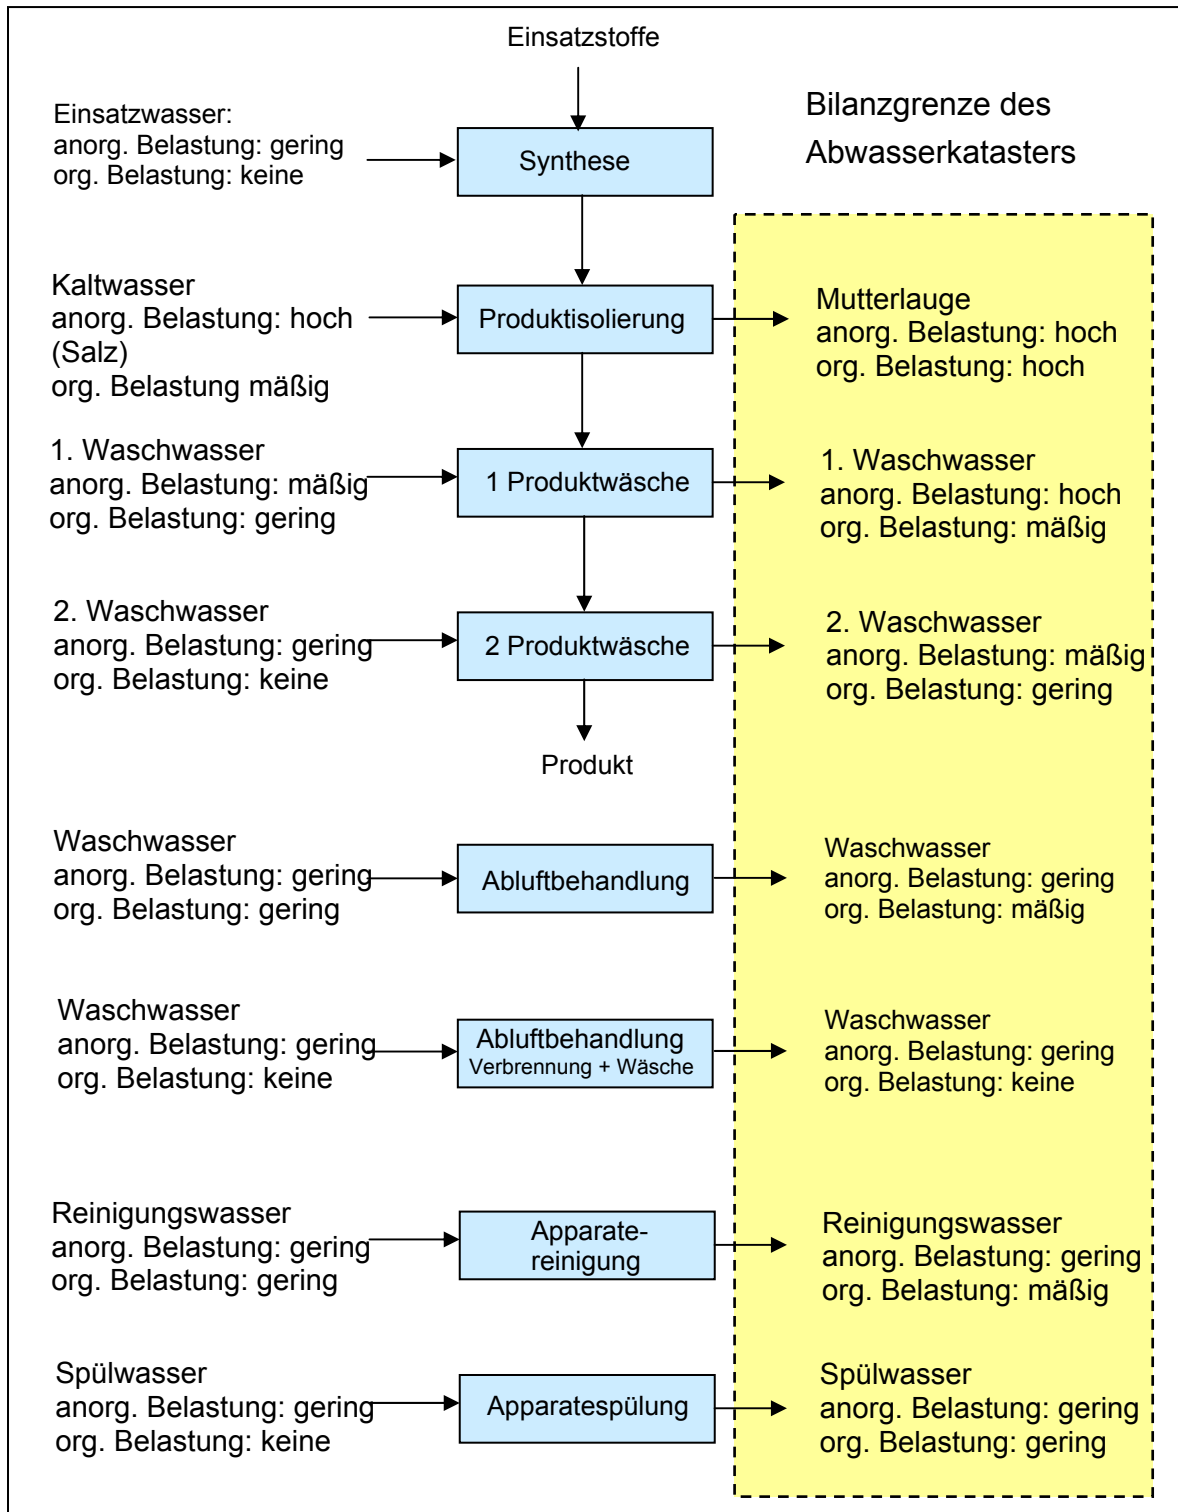 Einsatzstoffe
Bilanzgrenze des
Abwasserkatasters
Einsatzwasser:
anorg. Belastung: gering
org. Belastung: keine
Synthese
Kaltwasser
anorg. Belastung: hoch
(Salz)
org. Belastung mäßig
Produktisolierung
Mutterlauge
anorg. Belastung: hoch
org. Belastung: hoch
1. Waschwasser
anorg. Belastung: mäßig
org. Belastung: gering
1 Produktwäsche
1. Waschwasser
anorg. Belastung: hoch
org. Belastung: mäßig
2. Waschwasser
anorg. Belastung: gering
org. Belastung: keine
2 Produktwäsche
2. Waschwasser
anorg. Belastung: mäßig
org. Belastung: gering
Produkt
Waschwasser
anorg. Belastung: gering
org. Belastung: gering
Abluftbehandlung
Waschwasser
anorg. Belastung: gering
org. Belastung: mäßig
Waschwasser
anorg. Belastung: gering
org. Belastung: keine
Abluftbehandlung
Verbrennung + Wäsche
Waschwasser
anorg. Belastung: gering
org. Belastung: keine
Reinigungswasser
anorg. Belastung: gering
org. Belastung: gering
Apparate-
reinigung
Reinigungswasser
anorg. Belastung: gering
org. Belastung: mäßig
Spülwasser
anorg. Belastung: gering
org. Belastung: keine
Apparatespülung
Spülwasser
anorg. Belastung: gering
org. Belastung: gering